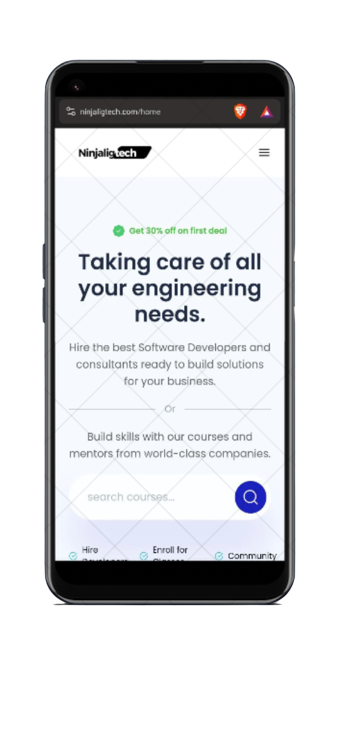 ninjaligtech.com/home
Ninjaligtech
Get 30% off on first deal
Taking care of all
your engineering
needs.
Hire the best Software Developers and
consultants ready to build solutions
for your business.
Or
Build skills with our courses and
mentors from world-class companies.
search courses...
Hire
Enroll for
Community